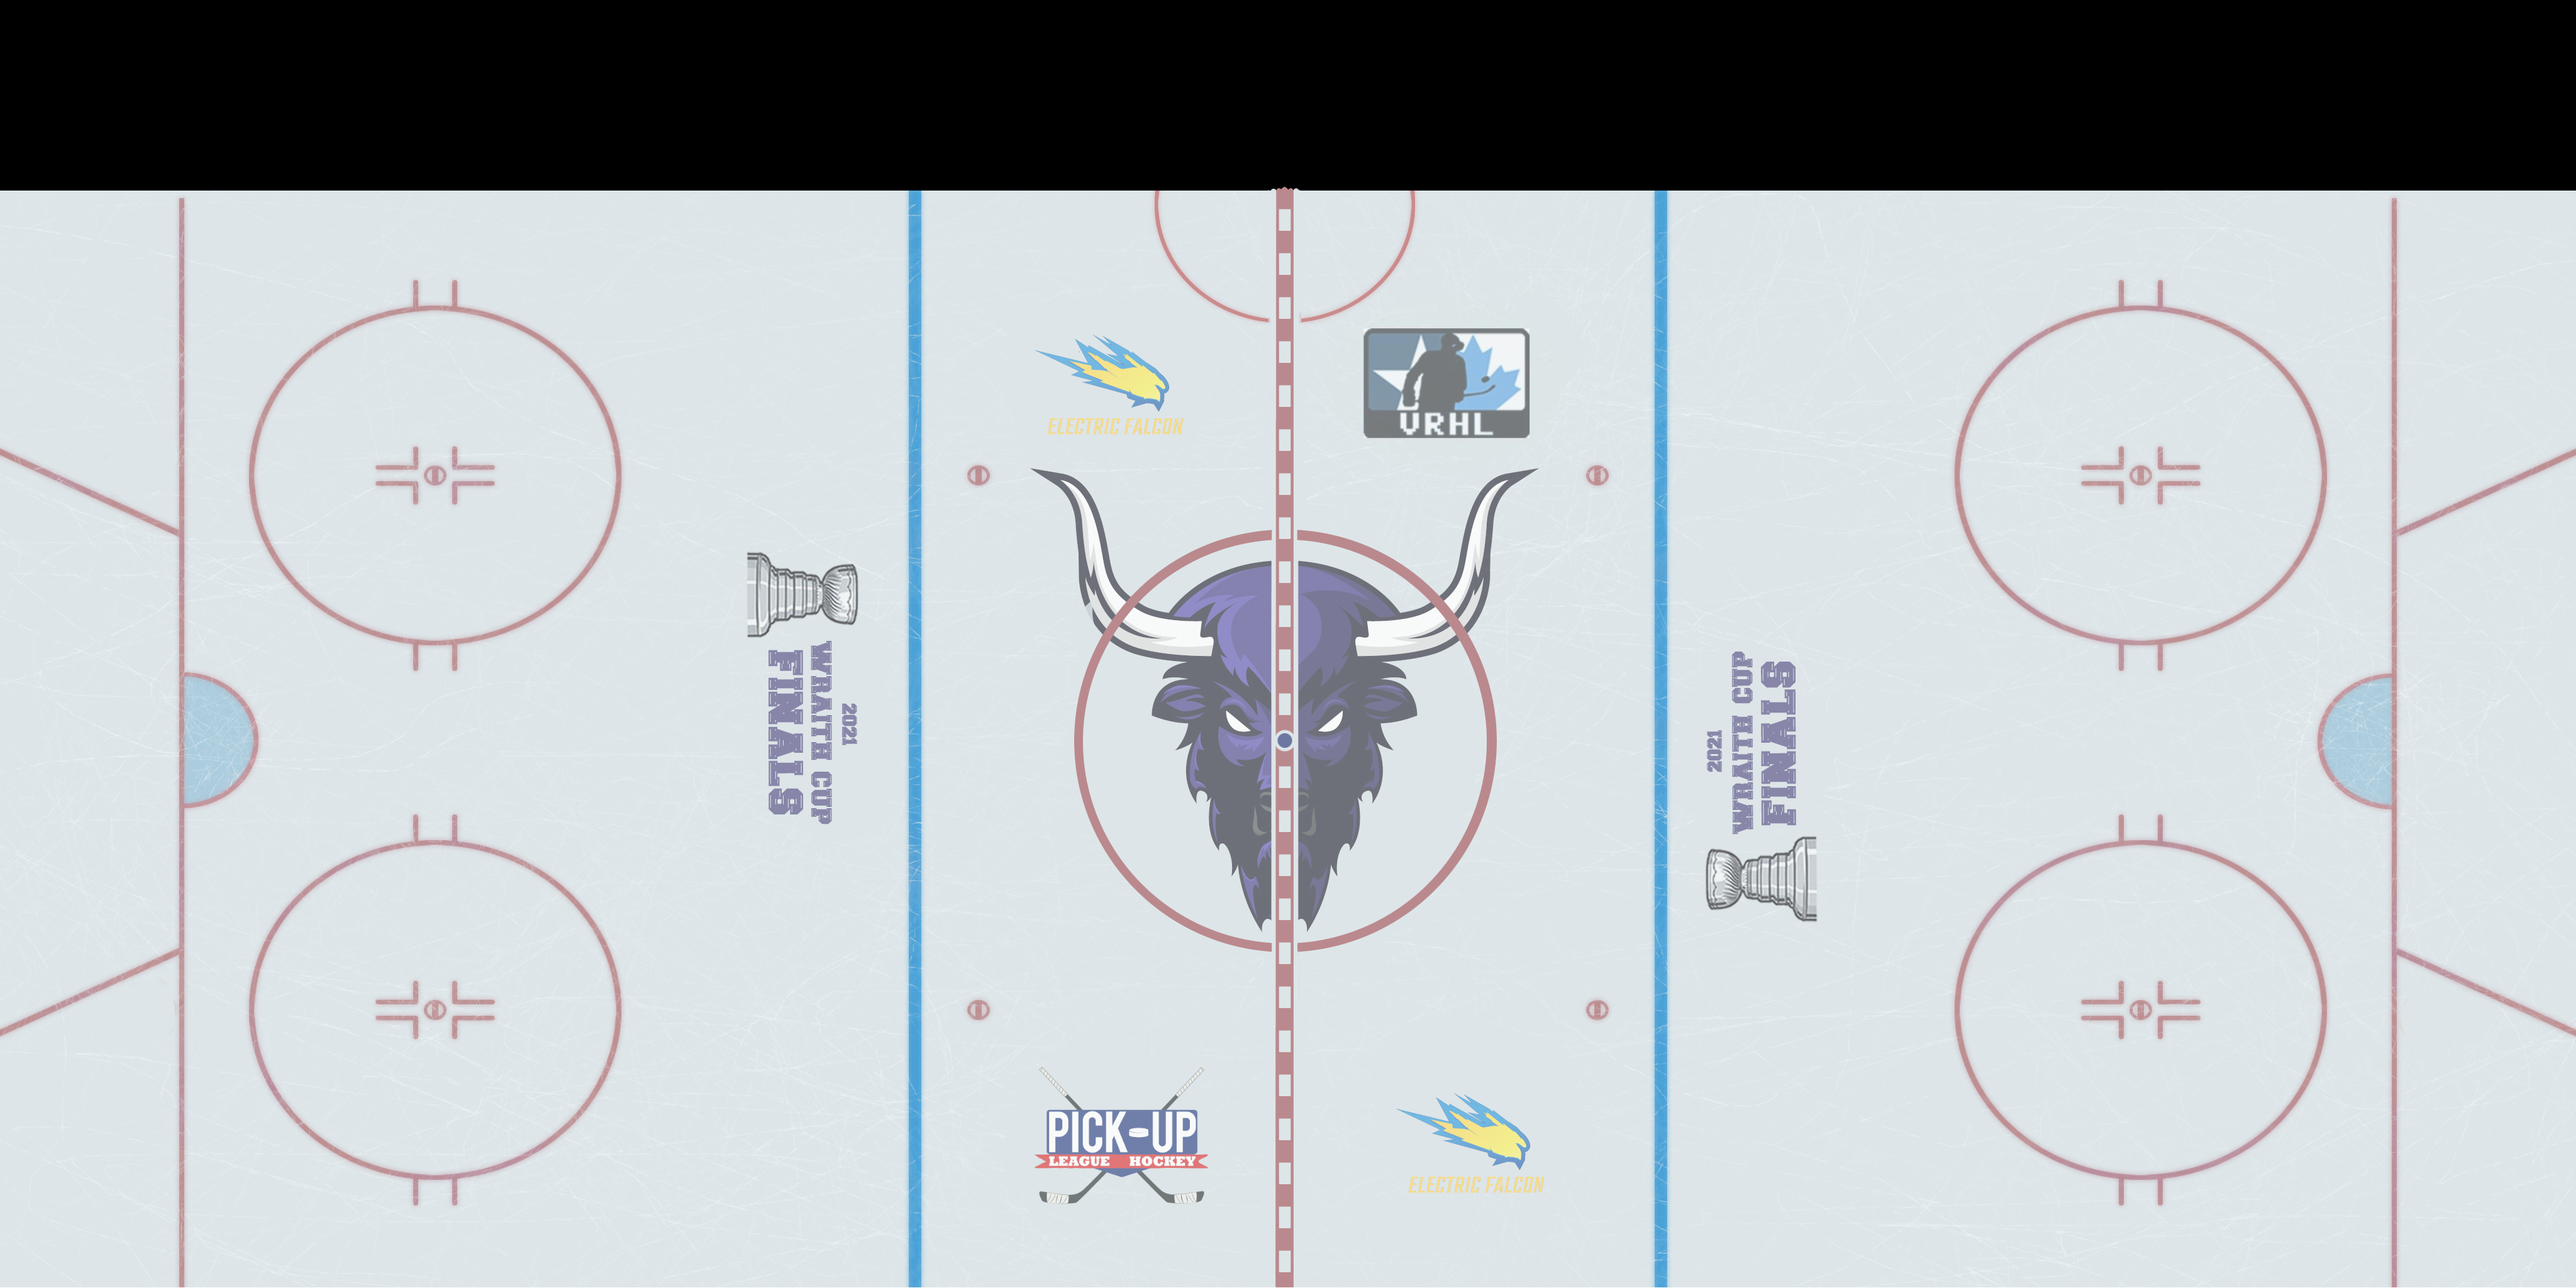 ELECTRIC FALCON
VRHL
2021
WRAITH CUP
FINALS
2021
WRAITH CUP
FINALS
PICK-UP
LEAGUE HOCKEY
ELECTRIC FALCON